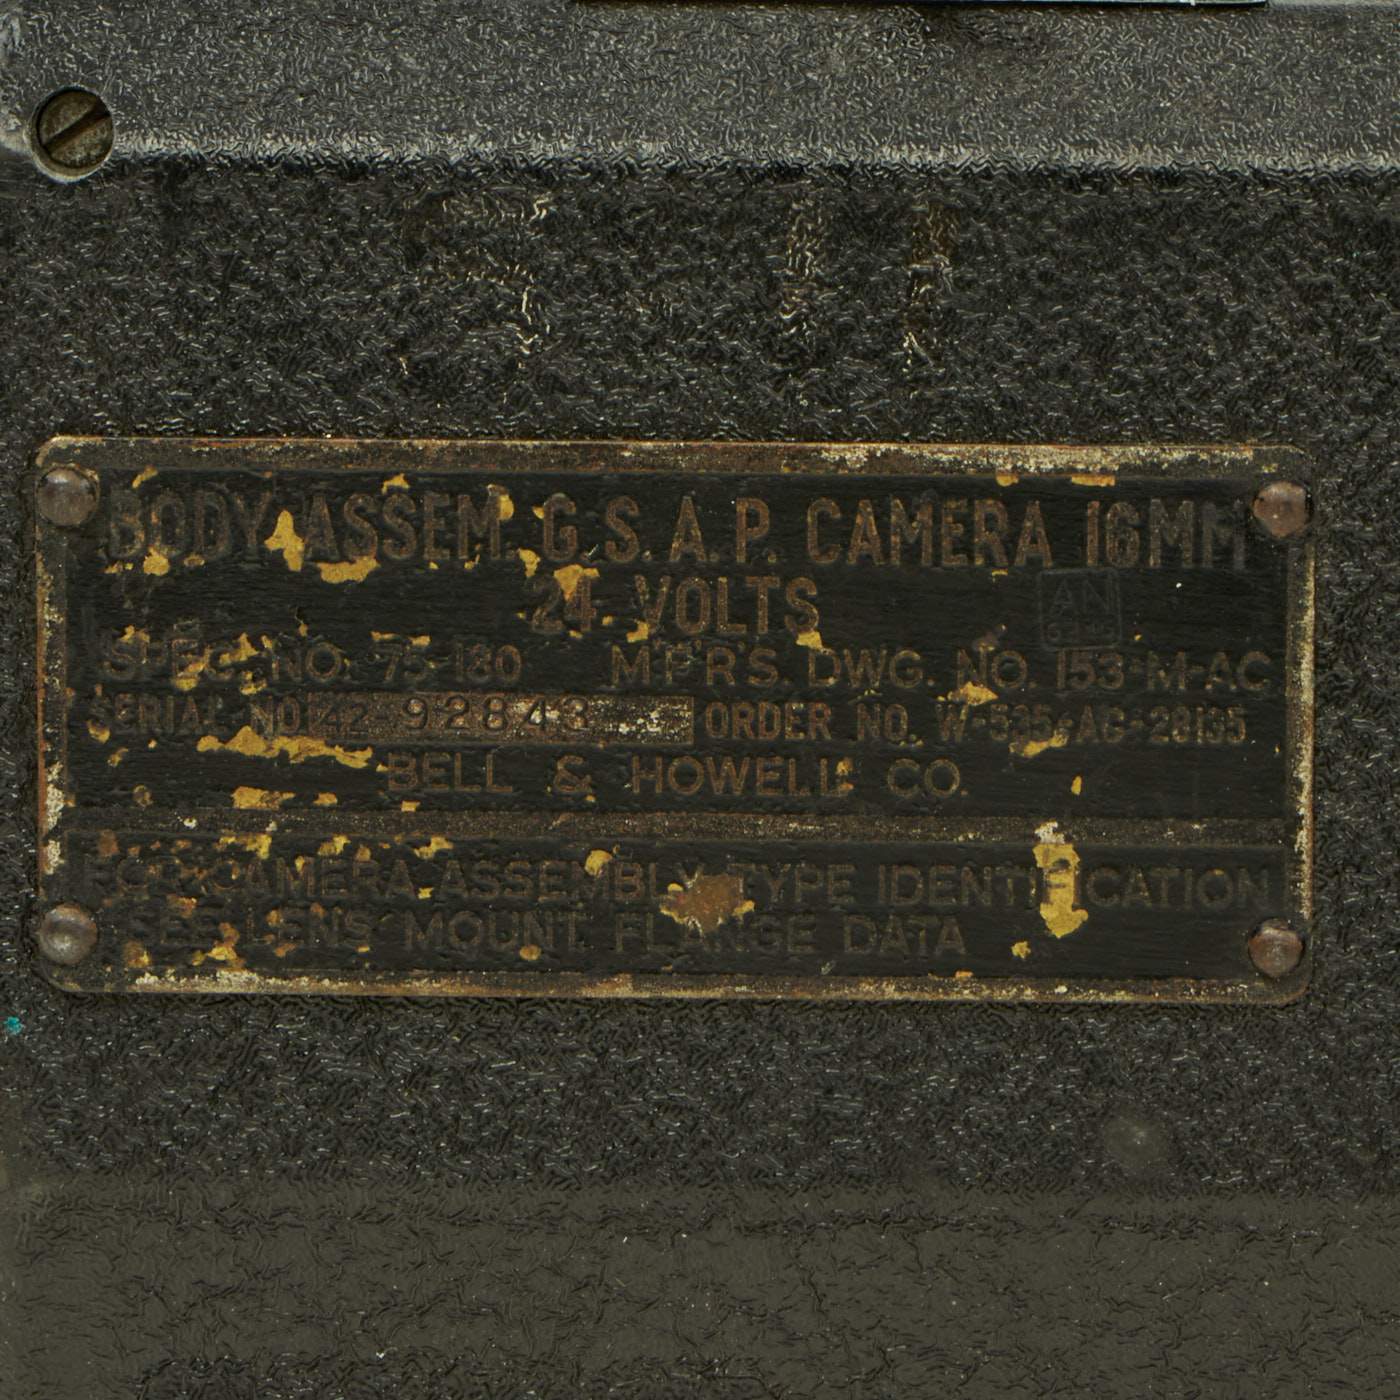 BODY ASSEM. G.S.A.P. CAMERA 16MM
24 VOLTS
AN
SPEC. NO. 75-180 M'F'R'S. DWG. NO. 153-M-AC
SERIAL NO. 42-92843 ORDER NO. W-535-AC-28135
BELL & HOWELL CO.
FOR CAMERA ASSEMBLY TYPE IDENTIFICATION
SEE LENS MOUNT FLANGE DATA